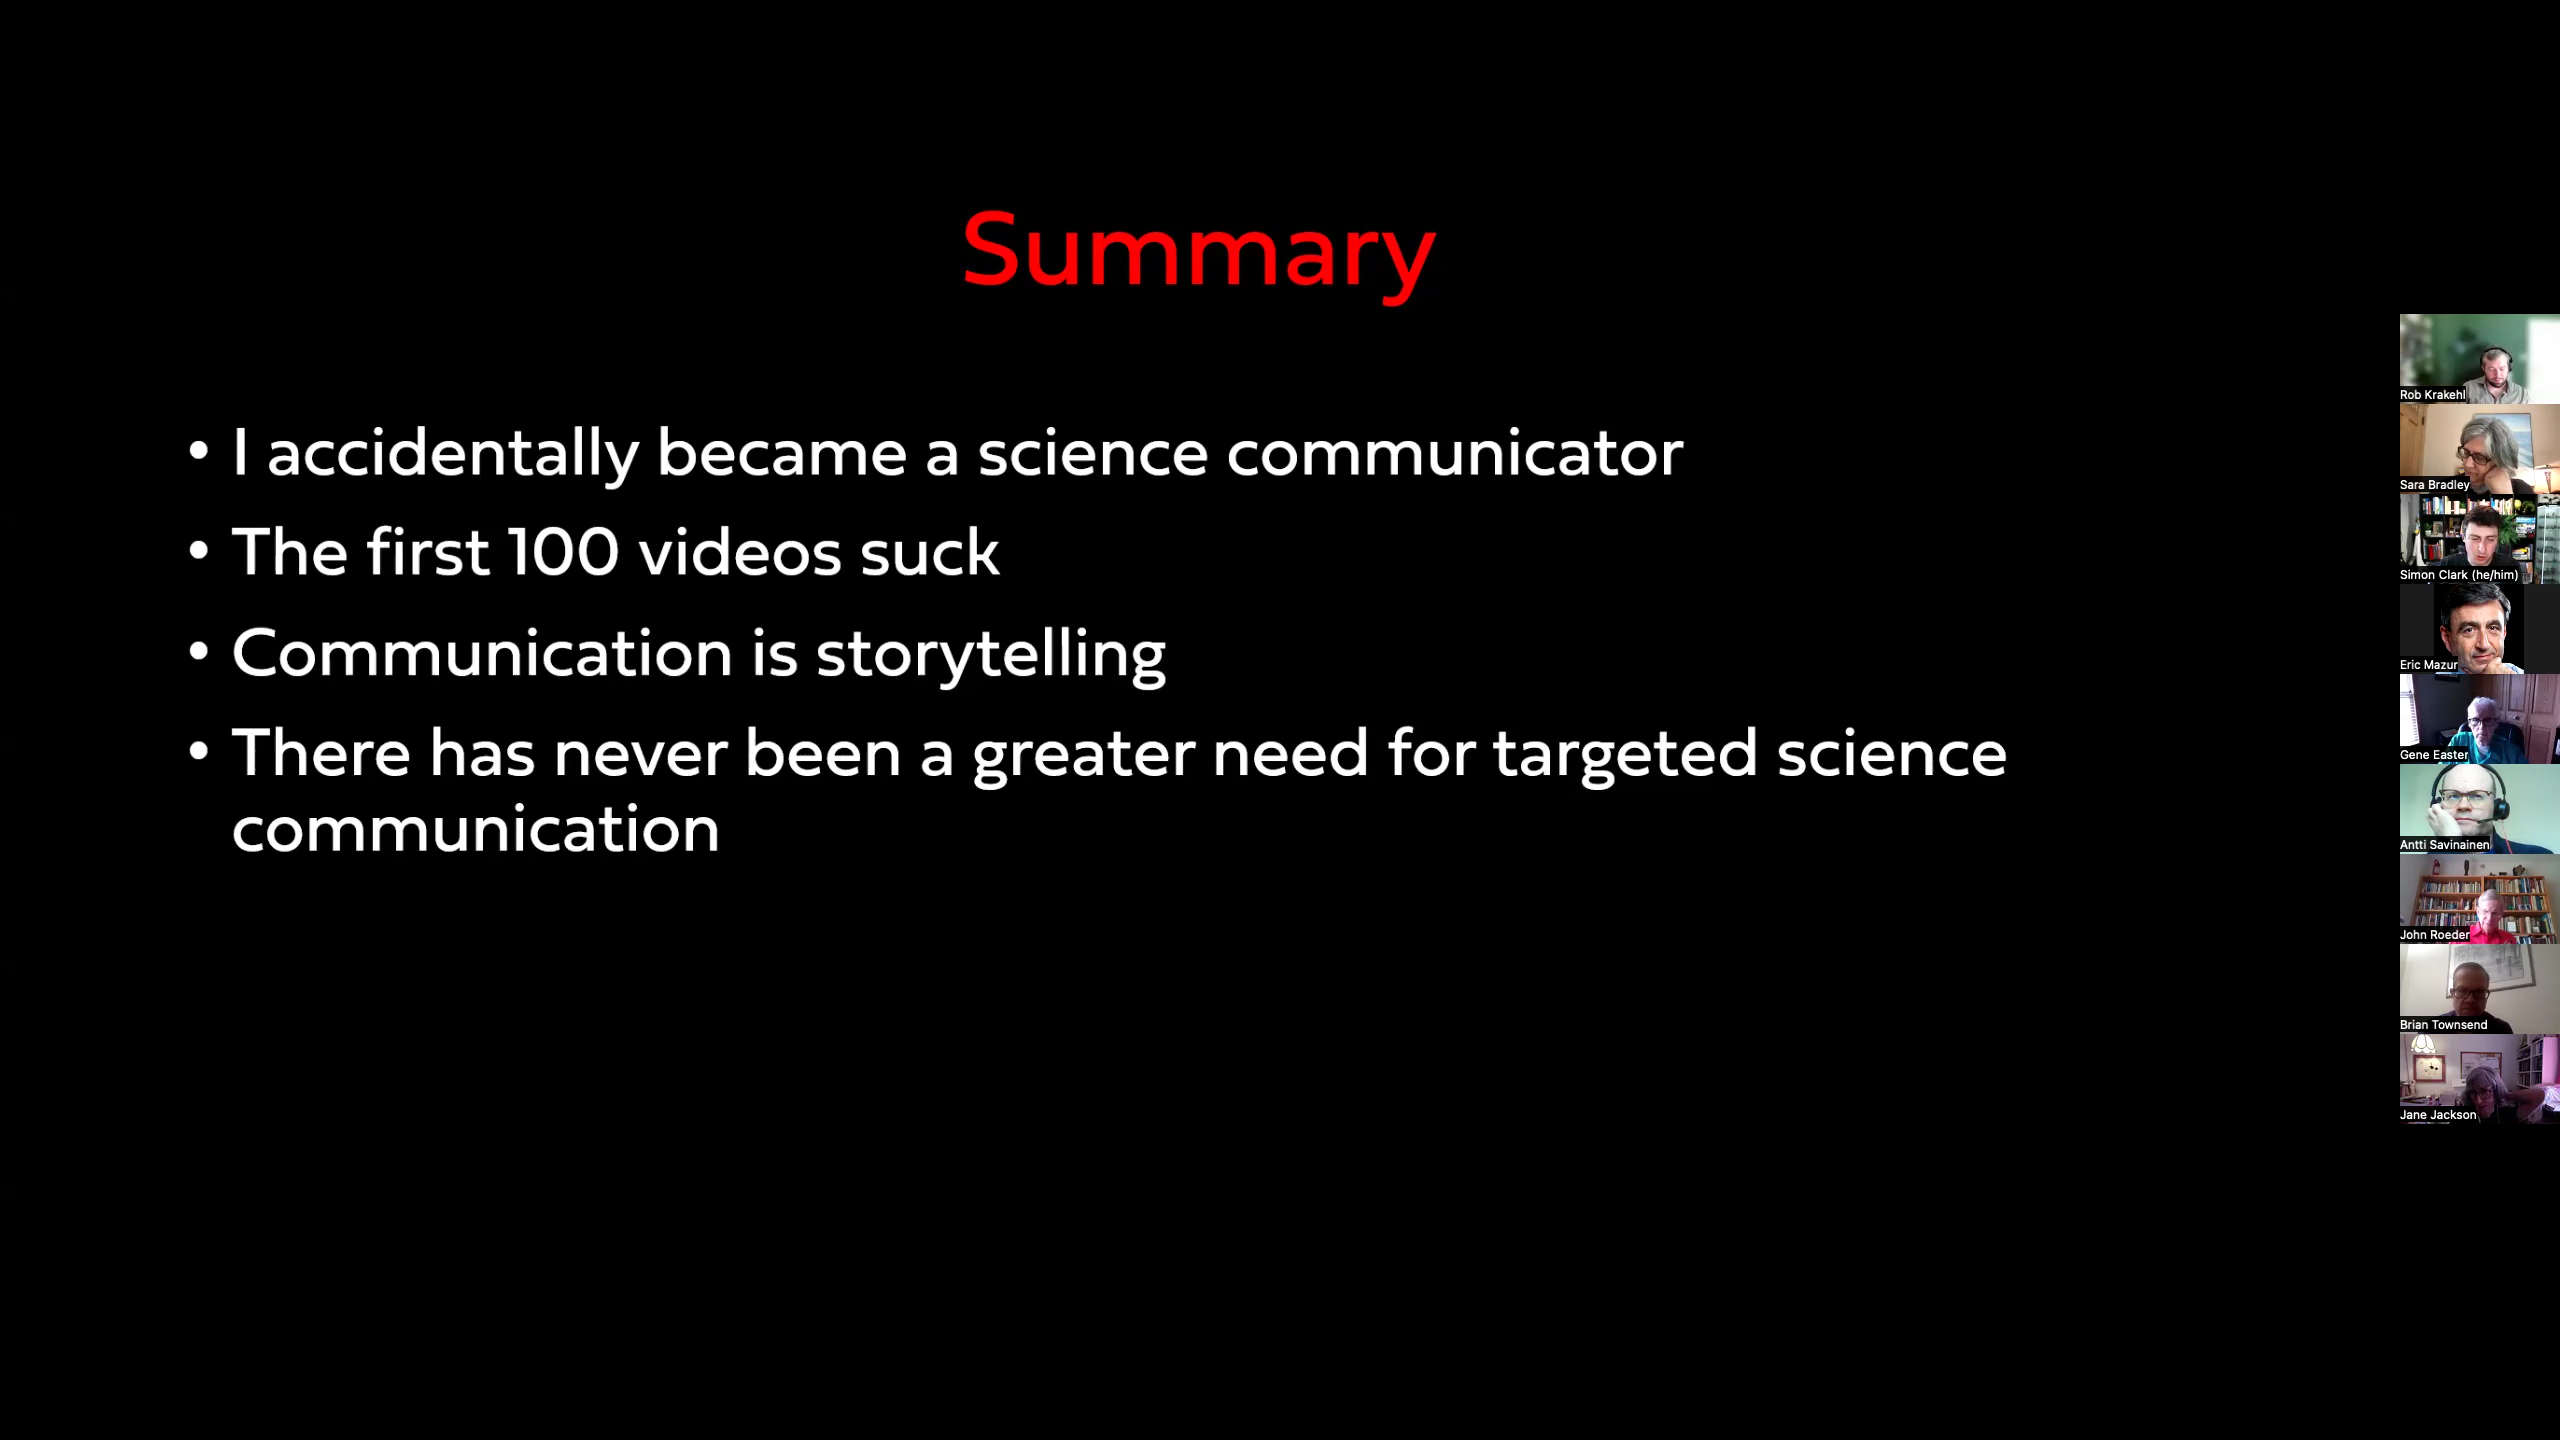 Summary
• I accidentally became a science communicator
• The first 100 videos suck
• Communication is storytelling
• There has never been a greater need for targeted science
communication
Rob Krakehl
Sara Bradley
Simon Clark (he/him)
Eric Mazur
Gene Easter
Antti Savinainen
John Roeder
Brian Townsend
Jane Jackson